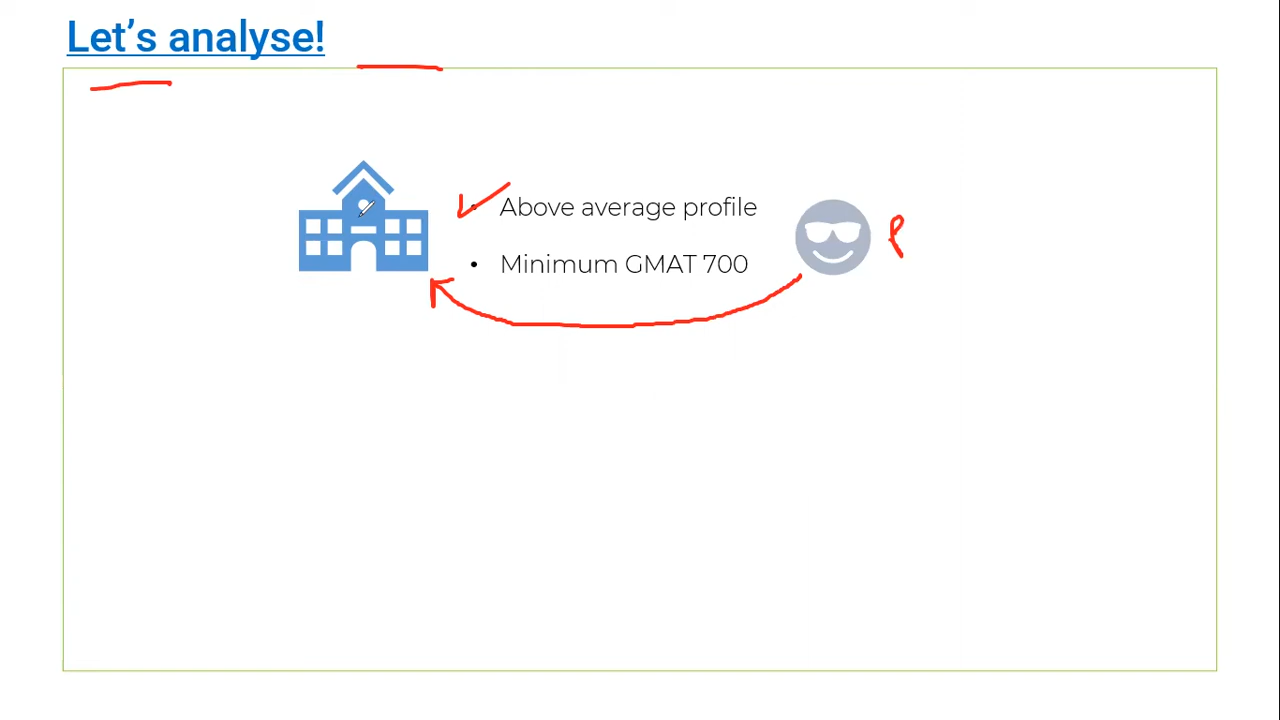 Let's analyse!
• Above average profile
• Minimum GMAT 700